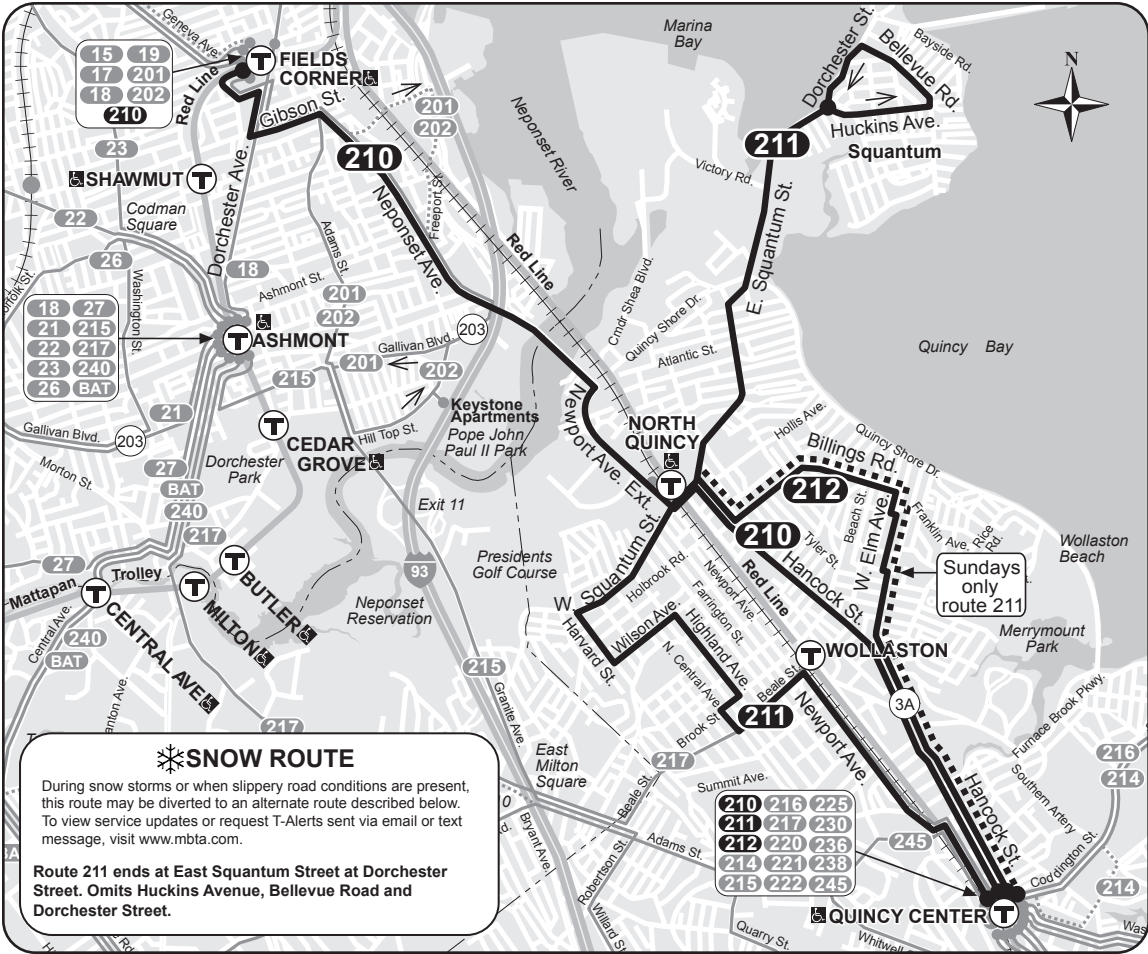 Geneva Ave.
15 19
17 201
18 202
210
Red Line
FIELDS
CORNER
Gibson St.
201
202
23
SHAWMUT
Codman
Square
22
26
Dorchester Ave.
210
Neponset Ave.
Freeport St.
Adams St.
18
Ashmont St.
201
202
Washington St.
18 27
21 215
22 217
23 240
26 BAT
ASHMONT
Gallivan Blvd.
203
201
202
215
21
Gallivan Blvd.
203
Morton St.
CEDAR
GROVE
Hill Top St.
Keystone
Apartments
Pope John
Paul II Park
Dorchester
Park
27
BAT
240
217
Exit 11
93
27
Mattapan
Trolley
Central Ave.
240
BAT
CENTRAL AVE
MILTON
BUTLER
Neponset
Reservation
Presidents
Golf Course
217
215
Granite Ave.
East
Milton
Square
Bryant Ave.
Marina
Bay
Neponset River
Red Line
Dorchester St.
Bellevue Rd.
Bayside Rd.
Huckins Ave.
Squantum
211
Victory Rd.
E. Squantum St.
N
Cmdr Shea Blvd.
Quincy Shore Dr.
Atlantic St.
Quincy Bay
NORTH
QUINCY
Newport Ave. Ext.
Hollis Ave.
Billings Rd.
Quincy Shore Dr.
212
210
Beach St.
Tyler St.
W. Elm Ave.
Franklin Ave.
Rice
Rd.
Wollaston
Beach
Sundays
only
route 211
Merrymount
Park
Hancock St.
Red Line
Newport Ave.
W. Squantum St.
Holbrook Rd.
Farrington St.
Wilson Ave.
Highland Ave.
Harvard St.
N. Central Ave.
Beale St.
Brook St.
211
WOLLASTON
3A
Newport Ave.
Furnace Brook Pkwy.
Southern Artery
216
214
217
Beale St.
Summit Ave.
Adams St.
Robertson St.
Willard St.
210 216 225
211 217 230
212 220 236
214 221 238
215 222 245
245
Hancock St.
Coddington St.
214
QUINCY CENTER
Quarry St.
Whitwell
SNOW ROUTE
During snow storms or when slippery road conditions are present,
this route may be diverted to an alternate route described below.
To view service updates or request T-Alerts sent via email or text
message, visit www.mbta.com.
Route 211 ends at East Squantum Street at Dorchester
Street. Omits Huckins Avenue, Bellevue Road and
Dorchester Street.